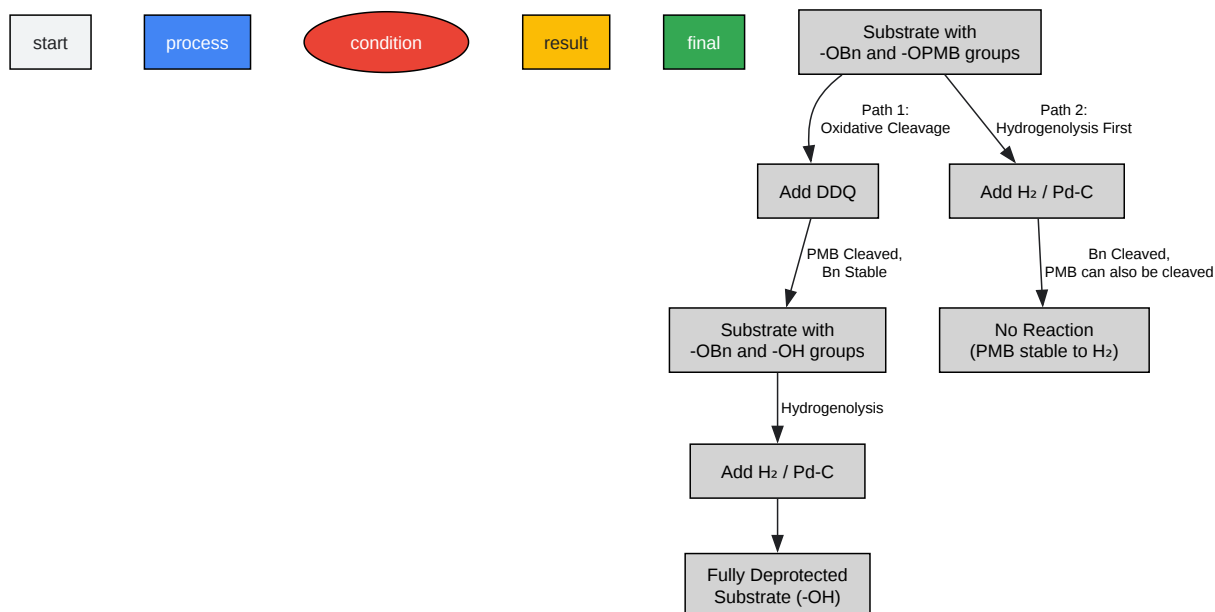 start
process
condition
result
final
Substrate with
-OBn and -OPMB groups
Path 1:
Oxidative Cleavage
Path 2:
Hydrogenolysis First
Add DDQ
Add H₂ / Pd-C
PMB Cleaved,
Bn Stable
Bn Cleaved,
PMB can also be cleaved
Substrate with
-OBn and -OH groups
No Reaction
(PMB stable to H₂)
Hydrogenolysis
Add H₂ / Pd-C
Fully Deprotected
Substrate (-OH)